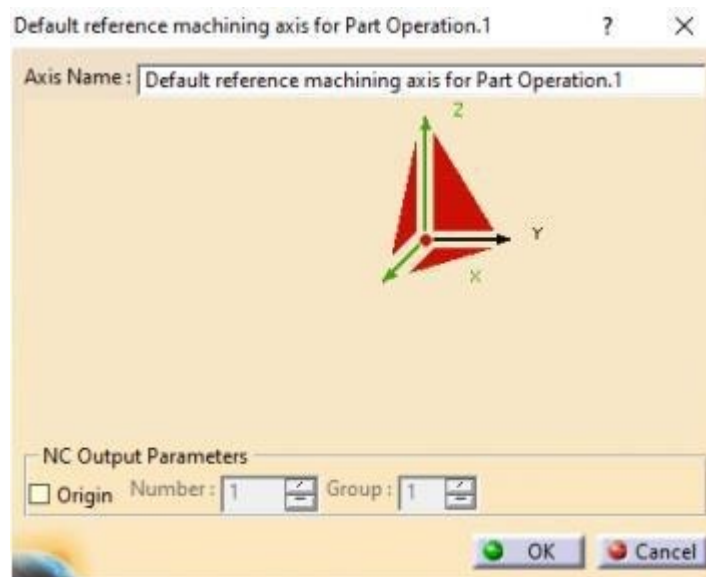 Default reference machining axis for Part Operation.1 ? ×
Axis Name : Default reference machining axis for Part Operation.1
Z
Y
X
NC Output Parameters
Origin Number : 1 Group : 1
OK Cancel